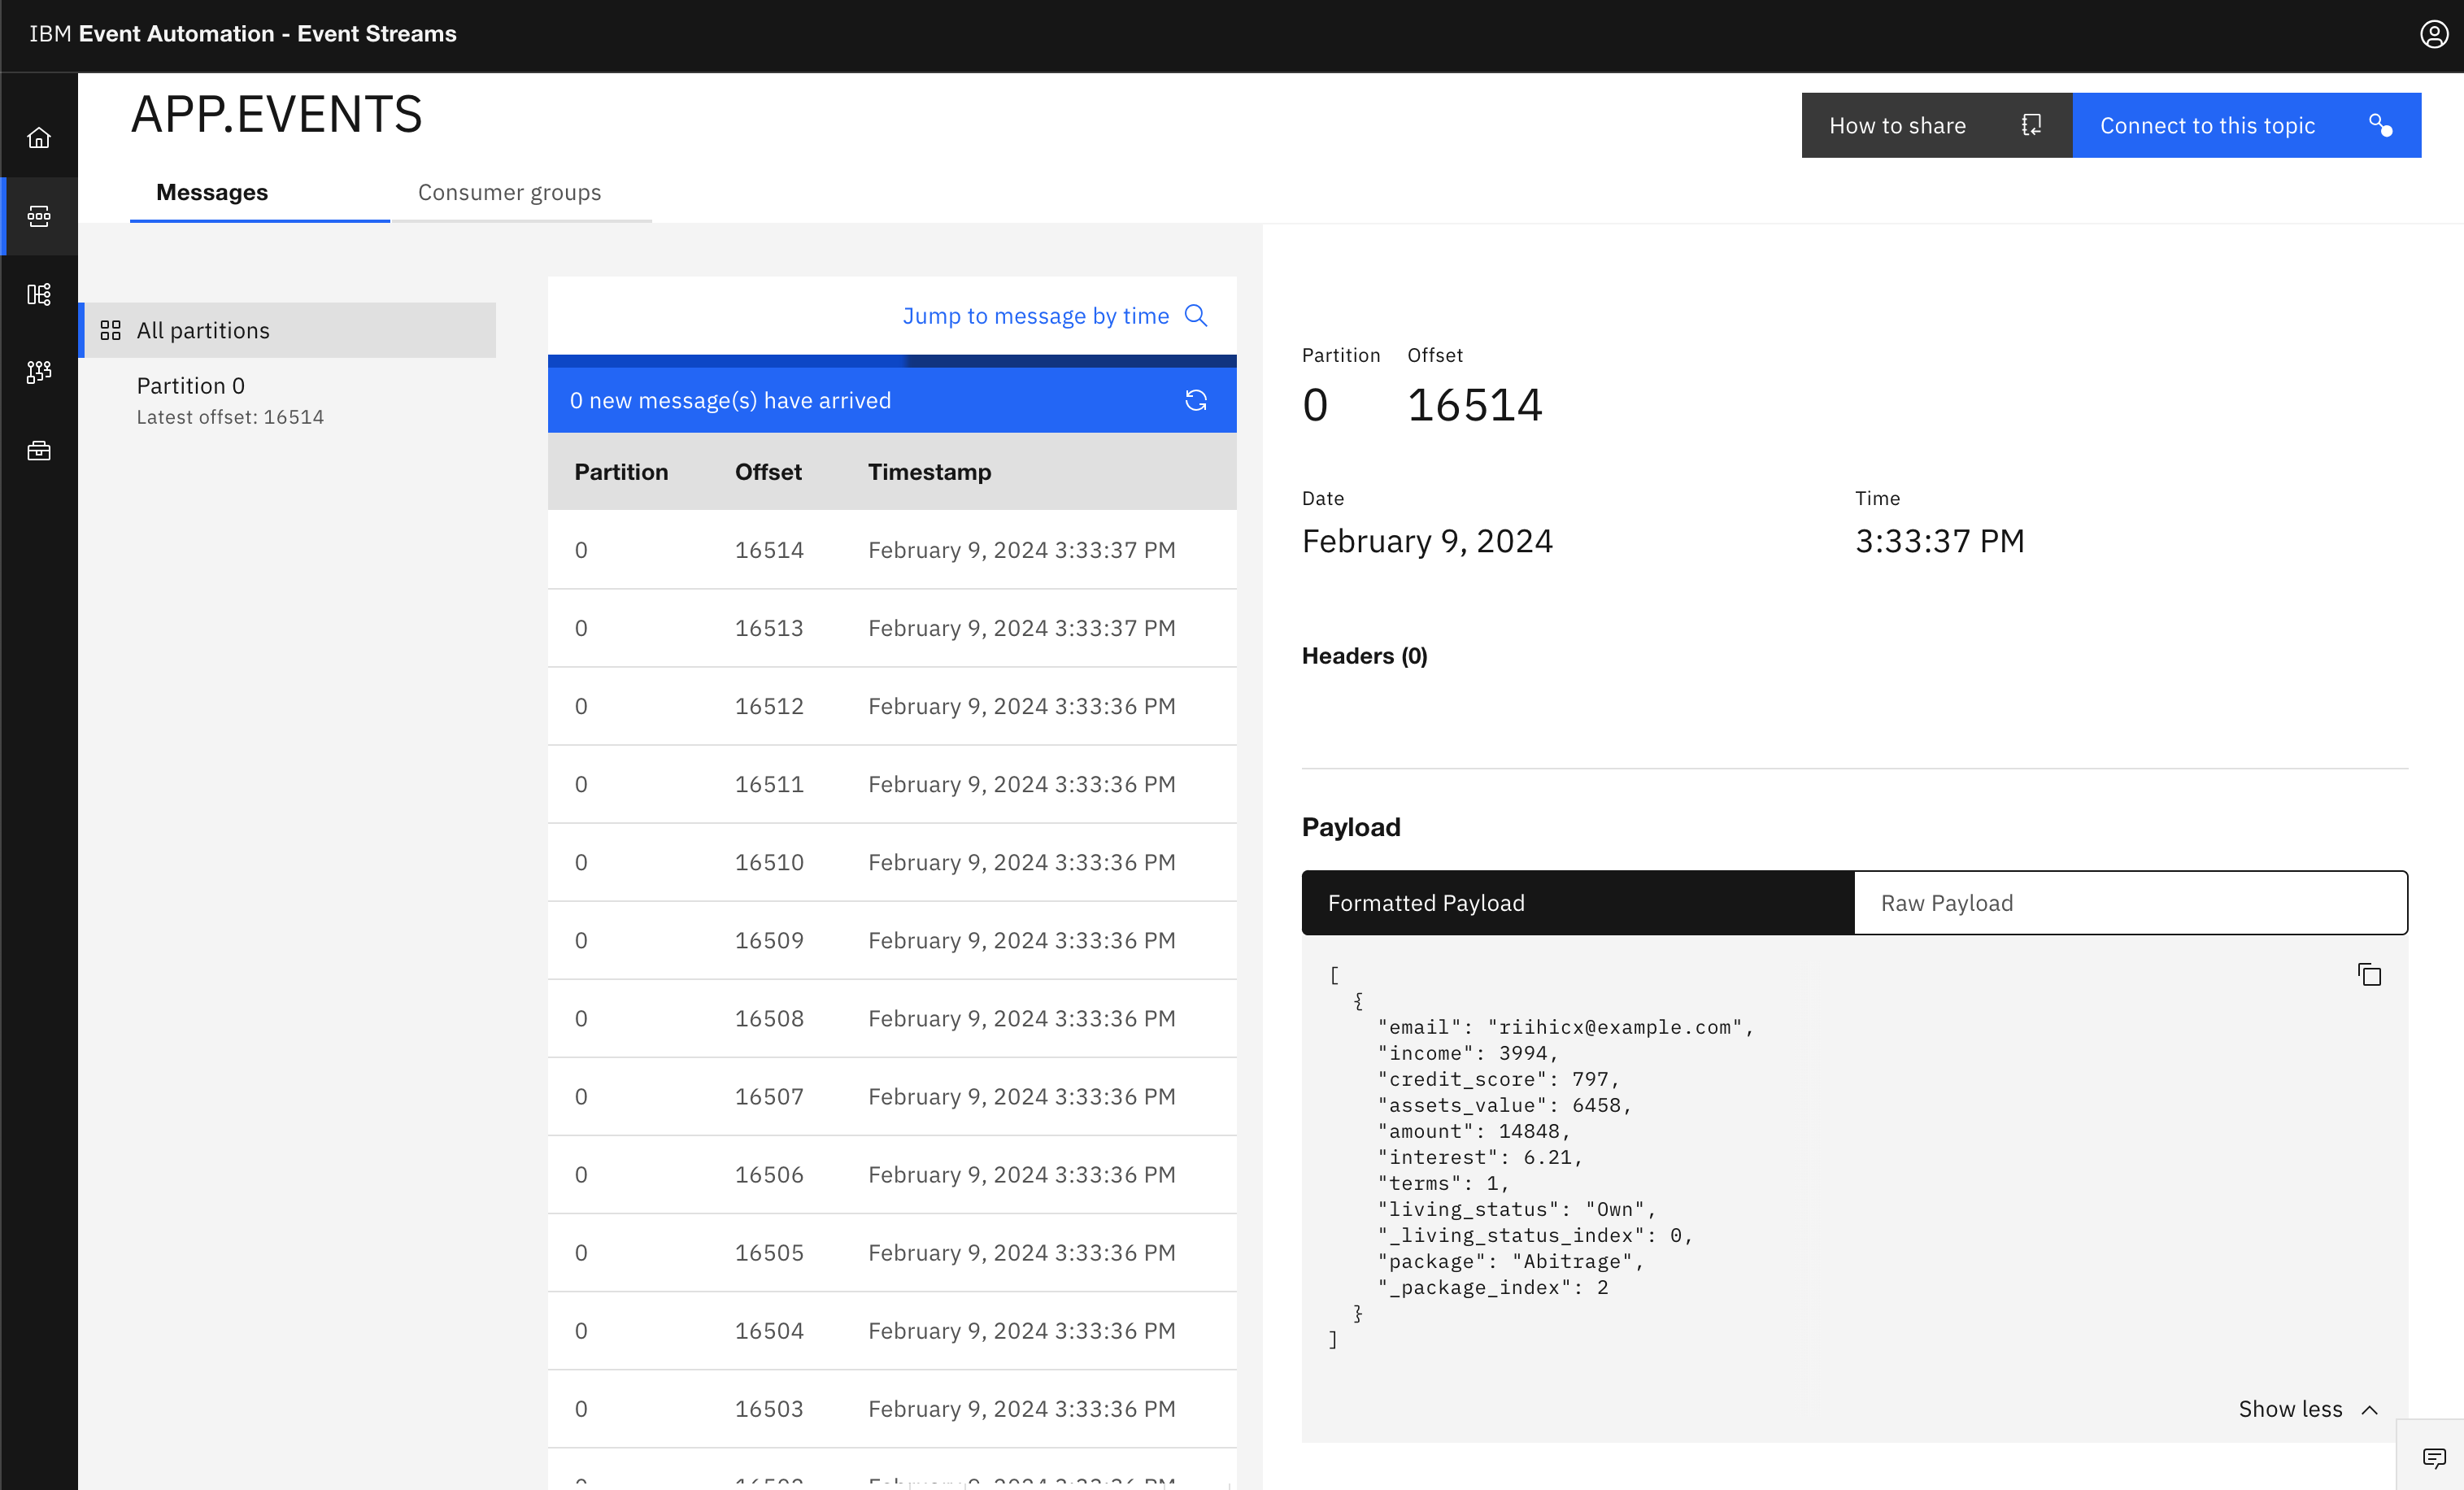 IBM Event Automation - Event Streams
APP.EVENTS
How to share
Connect to this topic
Messages
Consumer groups
All partitions
Partition 0
Latest offset: 16514
Jump to message by time
0 new message(s) have arrived
Partition Offset Timestamp
0 16514 February 9, 2024 3:33:37 PM
0 16513 February 9, 2024 3:33:37 PM
0 16512 February 9, 2024 3:33:36 PM
0 16511 February 9, 2024 3:33:36 PM
0 16510 February 9, 2024 3:33:36 PM
0 16509 February 9, 2024 3:33:36 PM
0 16508 February 9, 2024 3:33:36 PM
0 16507 February 9, 2024 3:33:36 PM
0 16506 February 9, 2024 3:33:36 PM
0 16505 February 9, 2024 3:33:36 PM
0 16504 February 9, 2024 3:33:36 PM
0 16503 February 9, 2024 3:33:36 PM
Partition Offset
0 16514
Date Time
February 9, 2024 3:33:37 PM
Headers (0)
Payload
Formatted Payload
Raw Payload
[
{
"email": "riihicx@example.com",
"income": 3994,
"credit_score": 797,
"assets_value": 6458,
"amount": 14848,
"interest": 6.21,
"terms": 1,
"living_status": "Own",
"_living_status_index": 0,
"package": "Abitrage",
"_package_index": 2
}
]
Show less